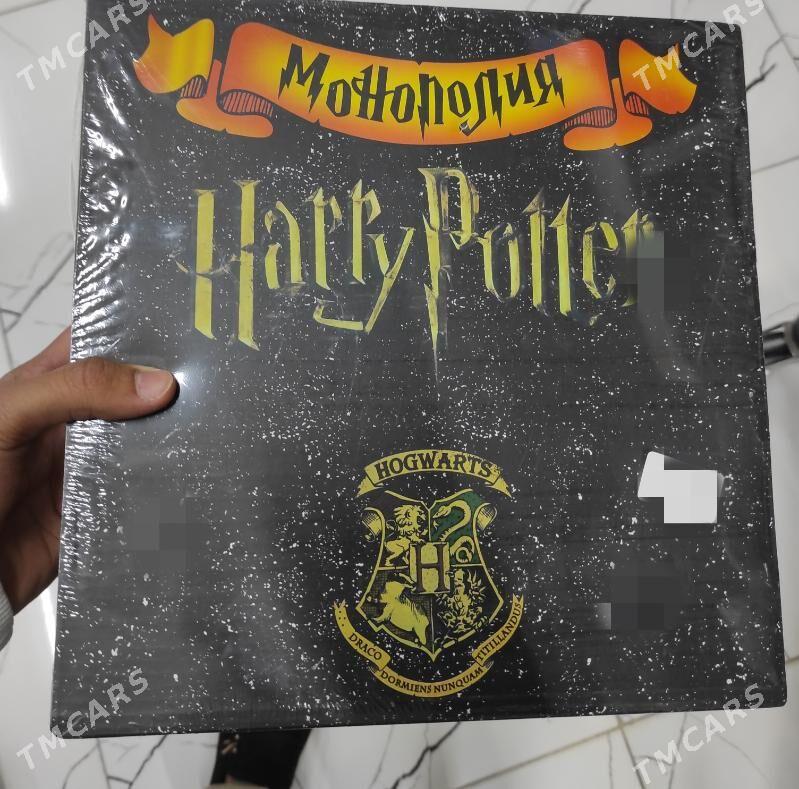 TMCARS
TMCARS
Монополия
Harry Potter
HOGWARTS
H
DRACO
DORMIENS NUNQUAM
TITILLANDUS
TMCARS
TMCARS